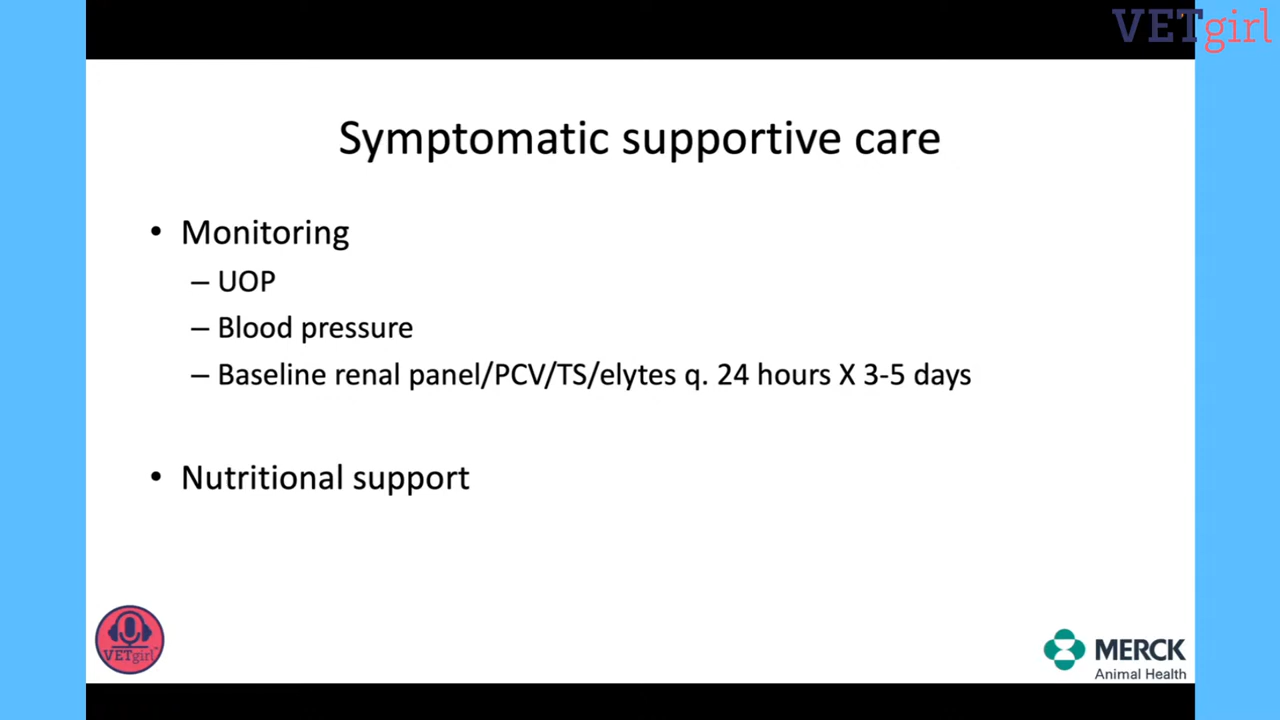 VETgirl
Symptomatic supportive care
• Monitoring
– UOP
– Blood pressure
– Baseline renal panel/PCV/TS/elytes q. 24 hours X 3-5 days
• Nutritional support
VETgirl
MERCK
Animal Health